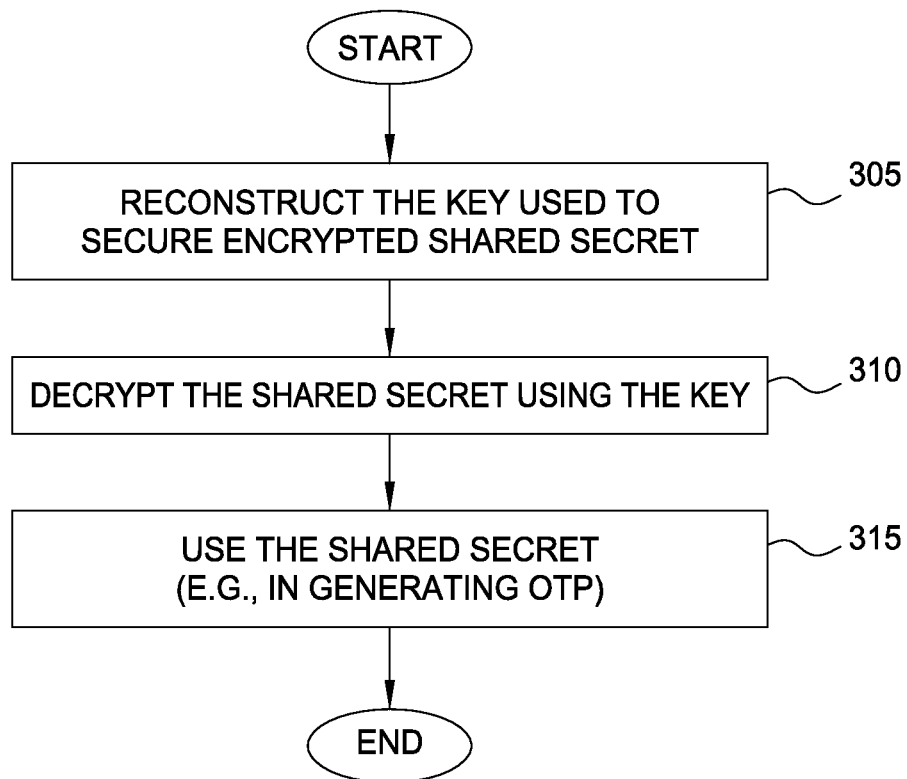 START
RECONSTRUCT THE KEY USED TO
SECURE ENCRYPTED SHARED SECRET
305
DECRYPT THE SHARED SECRET USING THE KEY
310
USE THE SHARED SECRET
(E.G., IN GENERATING OTP)
315
END